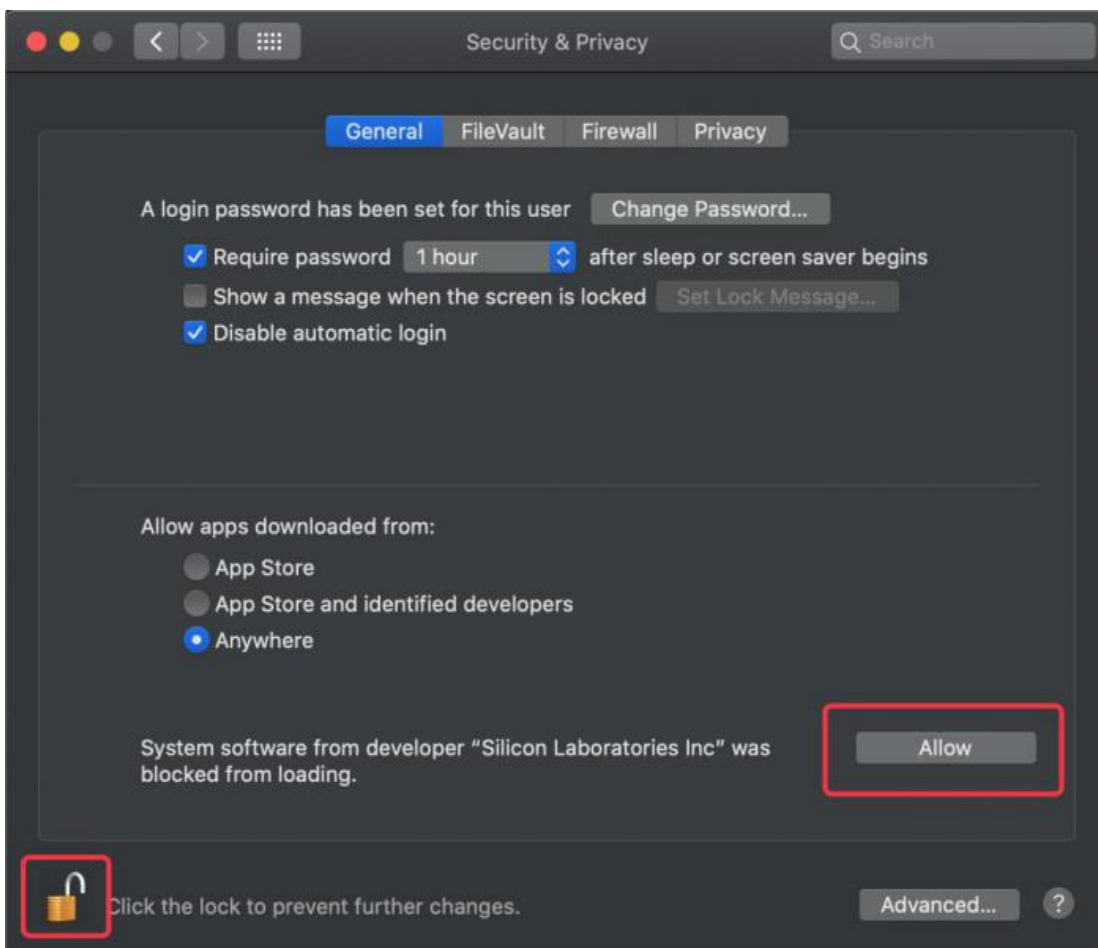 Security & Privacy
Search
General FileVault Firewall Privacy
A login password has been set for this user Change Password...
Require password 1 hour after sleep or screen saver begins
Show a message when the screen is locked Set Lock Message...
Disable automatic login
Allow apps downloaded from:
App Store
App Store and identified developers
Anywhere
System software from developer “Silicon Laboratories Inc” was
blocked from loading.
Allow
Click the lock to prevent further changes.
Advanced...
?